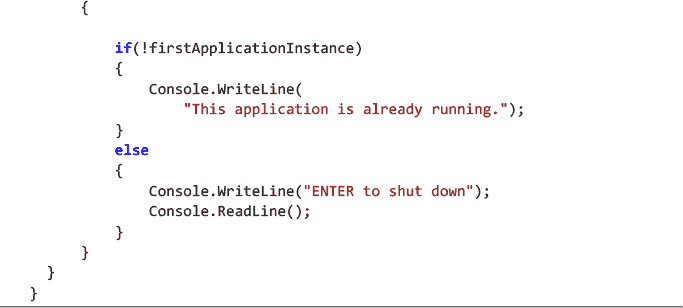 {
if(!firstApplicationInstance)
{
Console.WriteLine(
"This application is already running.");
}
else
{
Console.WriteLine("ENTER to shut down");
Console.ReadLine();
}
}
}
}